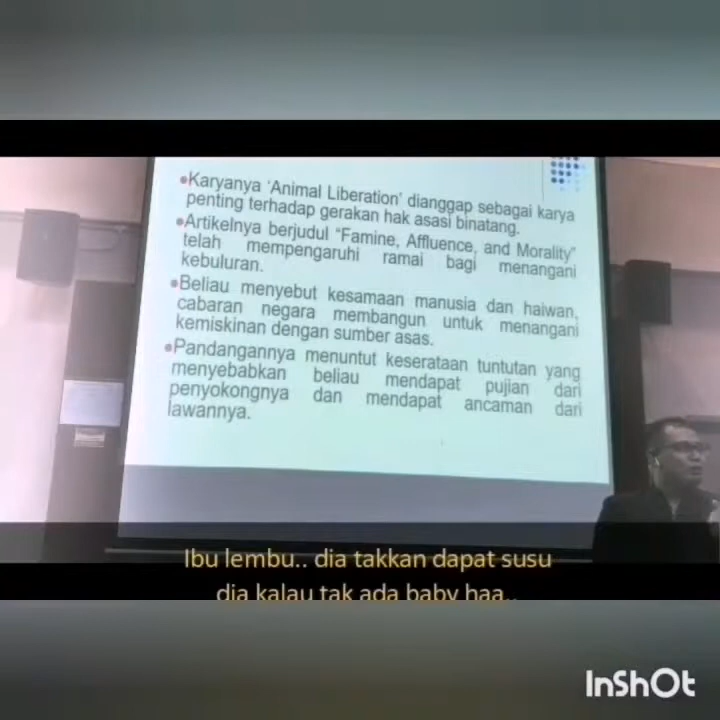 •Karyanya 'Animal Liberation' dianggap sebagai karya
penting terhadap gerakan hak asasi binatang.
•Artikelnya berjudul "Famine, Affluence, and Morality"
telah mempengaruhi ramai bagi menangani
kebuluran.
•Beliau menyebut kesamaan manusia dan haiwan,
cabaran negara membangun untuk menangani
kemiskinan dengan sumber asas.
•Pandangannya menuntut keserataan tuntutan yang
menyebabkan beliau mendapat pujian dari
penyokongnya dan mendapat ancaman dari
lawannya.
Ibu lembu.. dia takkan dapat susu
dia kalau tak ada baby haa..
InShOt